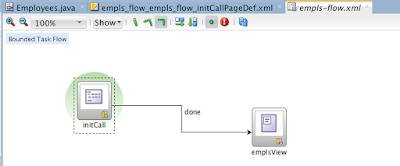 Employees.java
empls_flow_empls_flow_initCallPageDef.xml
empls-flow.xml
100%
Show
Bounded Task Flow
initCall
done
emplsView